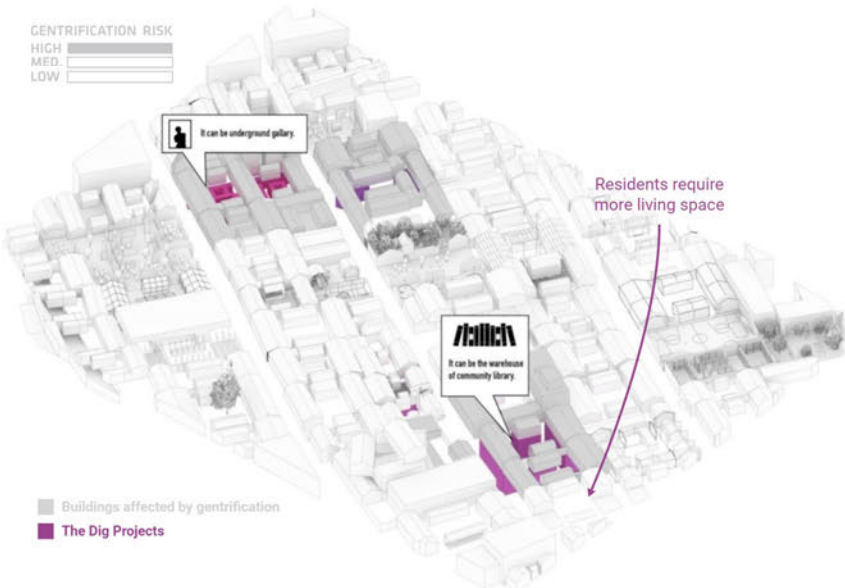 GENTRIFICATION RISK
HIGH
MED.
LOW
It can be underground gallary.
Residents require
more living space
It can be the warehouse
of community library.
Buildings affected by gentrification
The Dig Projects